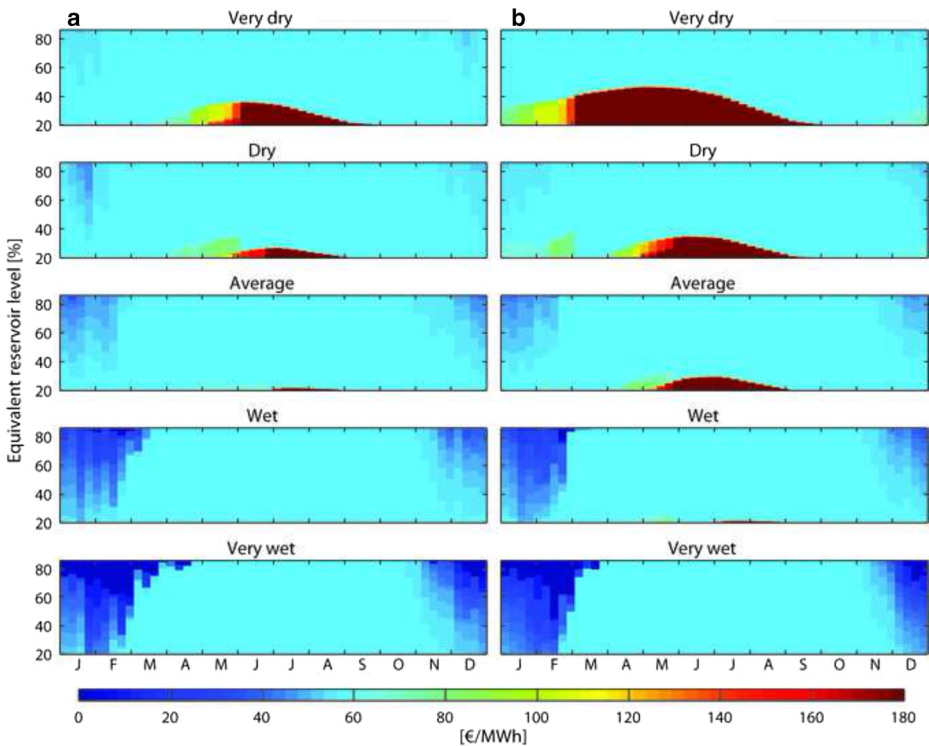 a b
Very dry Very dry
80
60
40
20
Dry Dry
80
60
40
20
Average Average
80
60
40
20
Wet Wet
80
60
40
20
Very wet Very wet
80
60
40
20
Equivalent reservoir level [%]
J F M A M J J A S O N D J F M A M J J A S O N D
0 20 40 60 80 100 120 140 160 180
[€/MWh]